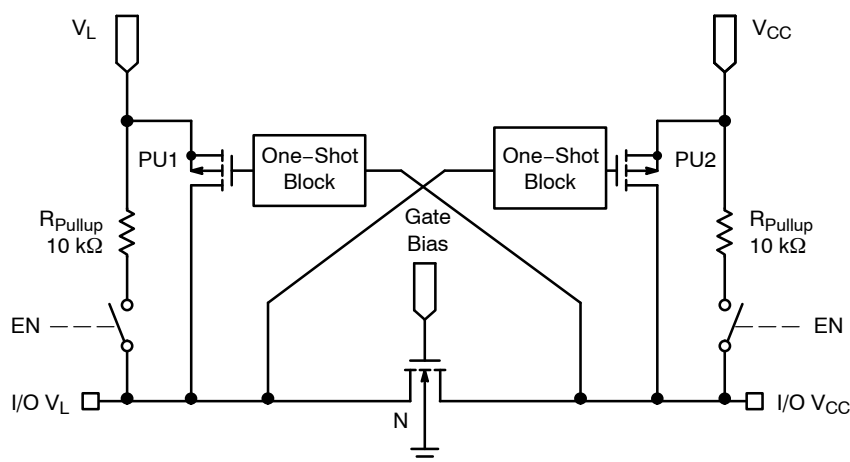 V_L
V_CC
PU1
One−Shot
Block
One−Shot
Block
PU2
Gate
Bias
R_Pullup
10 kΩ
R_Pullup
10 kΩ
EN
EN
I/O V_L
N
I/O V_CC